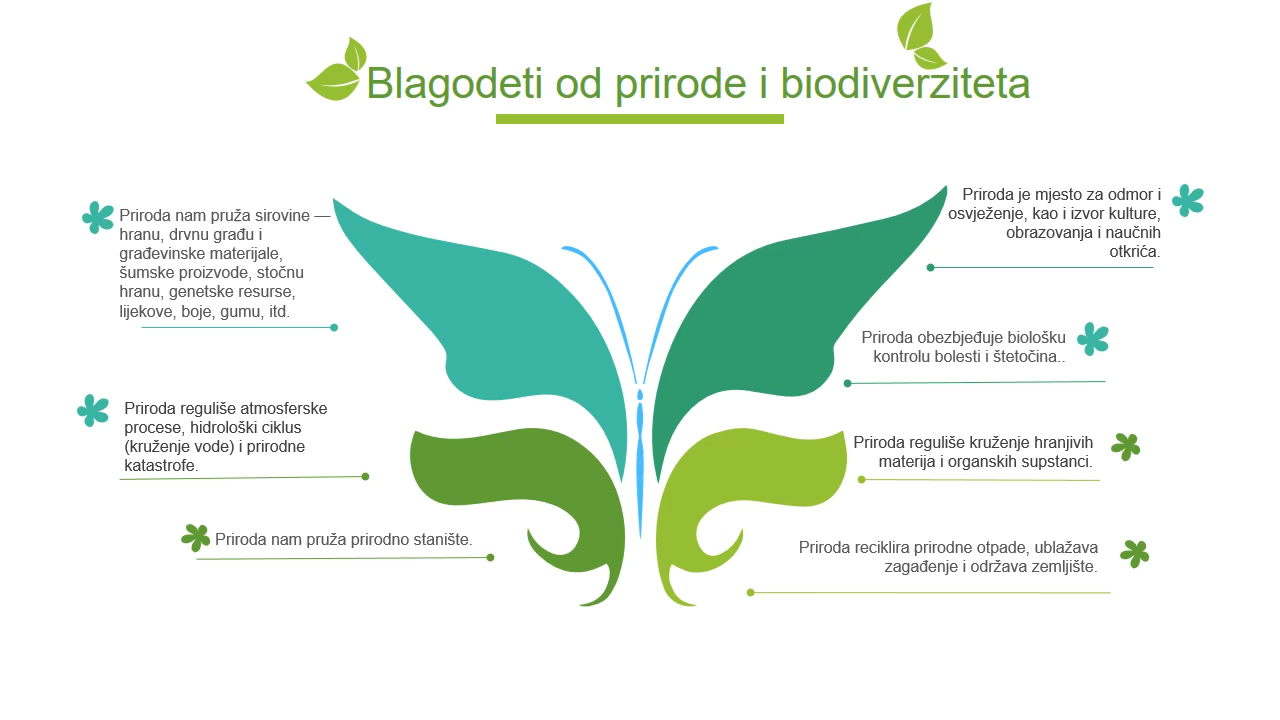 Blagodeti od prirode i biodiverziteta
Priroda nam pruža sirovine —
hranu, drvnu građu i
građevinske materijale,
šumske proizvode, stočnu
hranu, genetske resurse,
lijekove, boje, gumu, itd.
Priroda reguliše atmosferske
procese, hidrološki ciklus
(kruženje vode) i prirodne
katastrofe.
Priroda nam pruža prirodno stanište.
Priroda je mjesto za odmor i
osvježenje, kao i izvor kulture,
obrazovanja i naučnih
otkrića.
Priroda obezbjeđuje biološku
kontrolu bolesti i štetočina..
Priroda reguliše kruženje hranjivih
materija i organskih supstanci.
Priroda reciklira prirodne otpade, ublažava
zagađenje i održava zemljište.